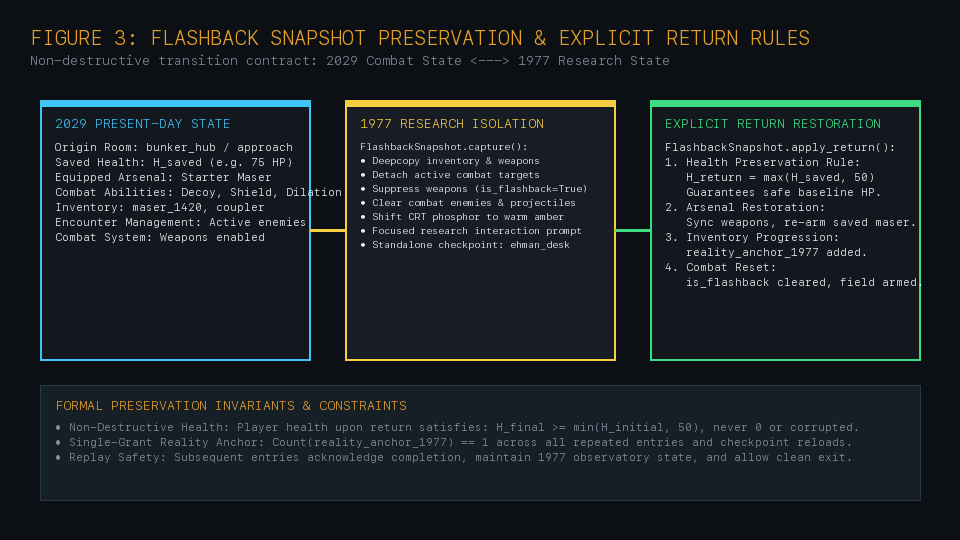 FIGURE 3: FLASHBACK SNAPSHOT PRESERVATION & EXPLICIT RETURN RULES
Non-destructive transition contract: 2029 Combat State <---> 1977 Research State
2029 PRESENT-DAY STATE
Origin Room: bunker_hub / approach
Saved Health: H_saved (e.g. 75 HP)
Equipped Arsenal: Starter Maser
Combat Abilities: Decoy, Shield, Dilation
Inventory: maser_1420, coupler
Encounter Management: Active enemies
Combat System: Weapons enabled
1977 RESEARCH ISOLATION
FlashbackSnapshot.capture():
• Deepcopy inventory & weapons
• Detach active combat targets
• Suppress weapons (is_flashback=True)
• Clear combat enemies & projectiles
• Shift CRT phosphor to warm amber
• Focused research interaction prompt
• Standalone checkpoint: ehman_desk
EXPLICIT RETURN RESTORATION
FlashbackSnapshot.apply_return():
1. Health Preservation Rule:
H_return = max(H_saved, 50)
Guarantees safe baseline HP.
2. Arsenal Restoration:
Sync weapons, re-arm saved maser.
3. Inventory Progression:
reality_anchor_1977 added.
4. Combat Reset:
is_flashback cleared, field armed.
FORMAL PRESERVATION INVARIANTS & CONSTRAINTS
• Non-Destructive Health: Player health upon return satisfies: H_final >= min(H_initial, 50), never 0 or corrupted.
• Single-Grant Reality Anchor: Count(reality_anchor_1977) == 1 across all repeated entries and checkpoint reloads.
• Replay Safety: Subsequent entries acknowledge completion, maintain 1977 observatory state, and allow clean exit.